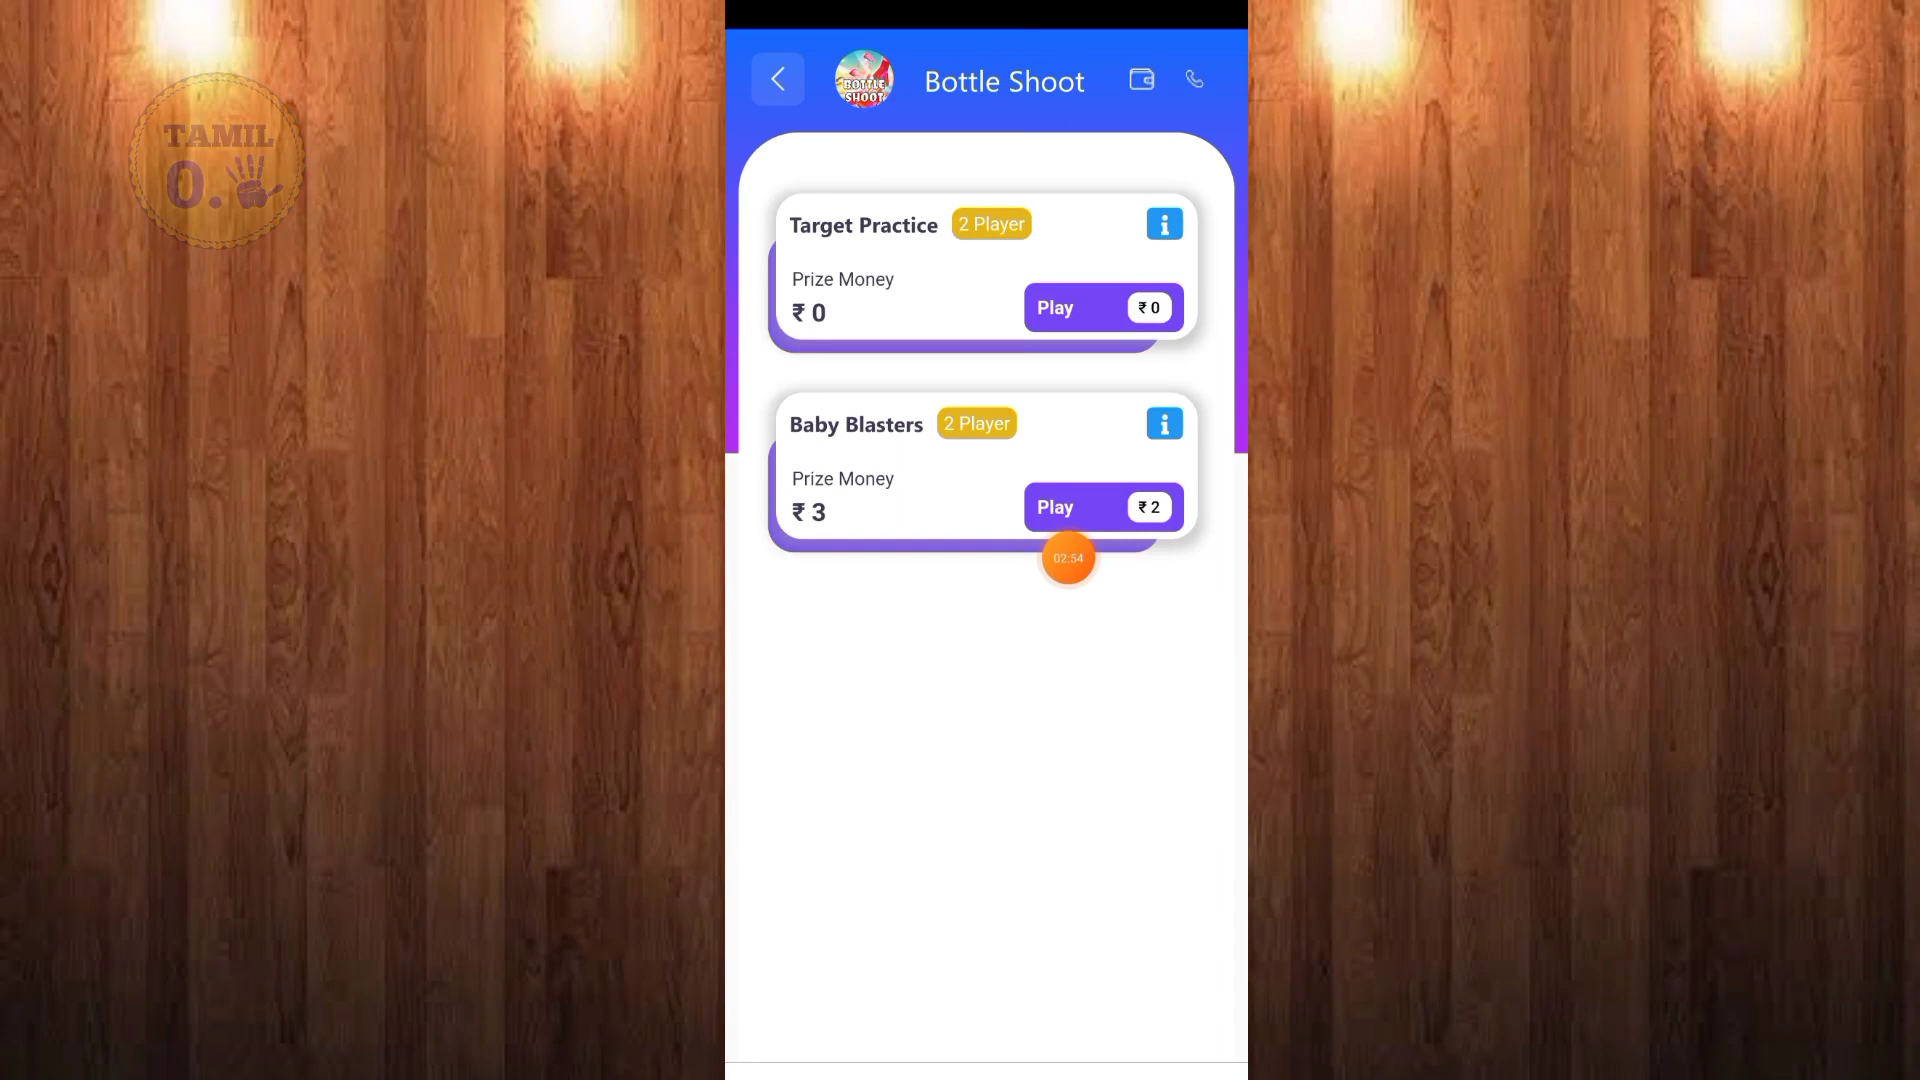 TAMIL
0.
BOTTLE
SHOOT
Bottle Shoot
Target Practice 2 Player
Prize Money
₹ 0
Play ₹ 0
Baby Blasters 2 Player
Prize Money
₹ 3
Play ₹ 2
02:54